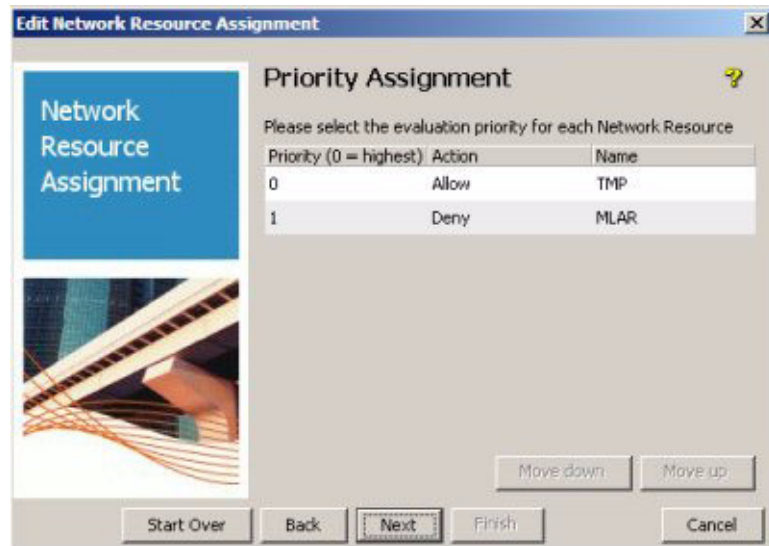 Edit Network Resource Assignment
Network
Resource
Assignment
Priority Assignment
Please select the evaluation priority for each Network Resource
Priority (0 = highest) Action Name
0 Allow TMP
1 Deny MLAR
Move down Move up
Start Over Back Next Finish Cancel